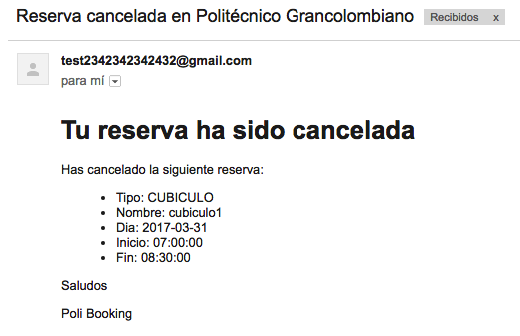 Reserva cancelada en Politécnico Grancolombiano Recibidos x
test2342342342432@gmail.com
para mí
Tu reserva ha sido cancelada
Has cancelado la siguiente reserva:
• Tipo: CUBICULO
• Nombre: cubiculo1
• Dia: 2017-03-31
• Inicio: 07:00:00
• Fin: 08:30:00
Saludos
Poli Booking